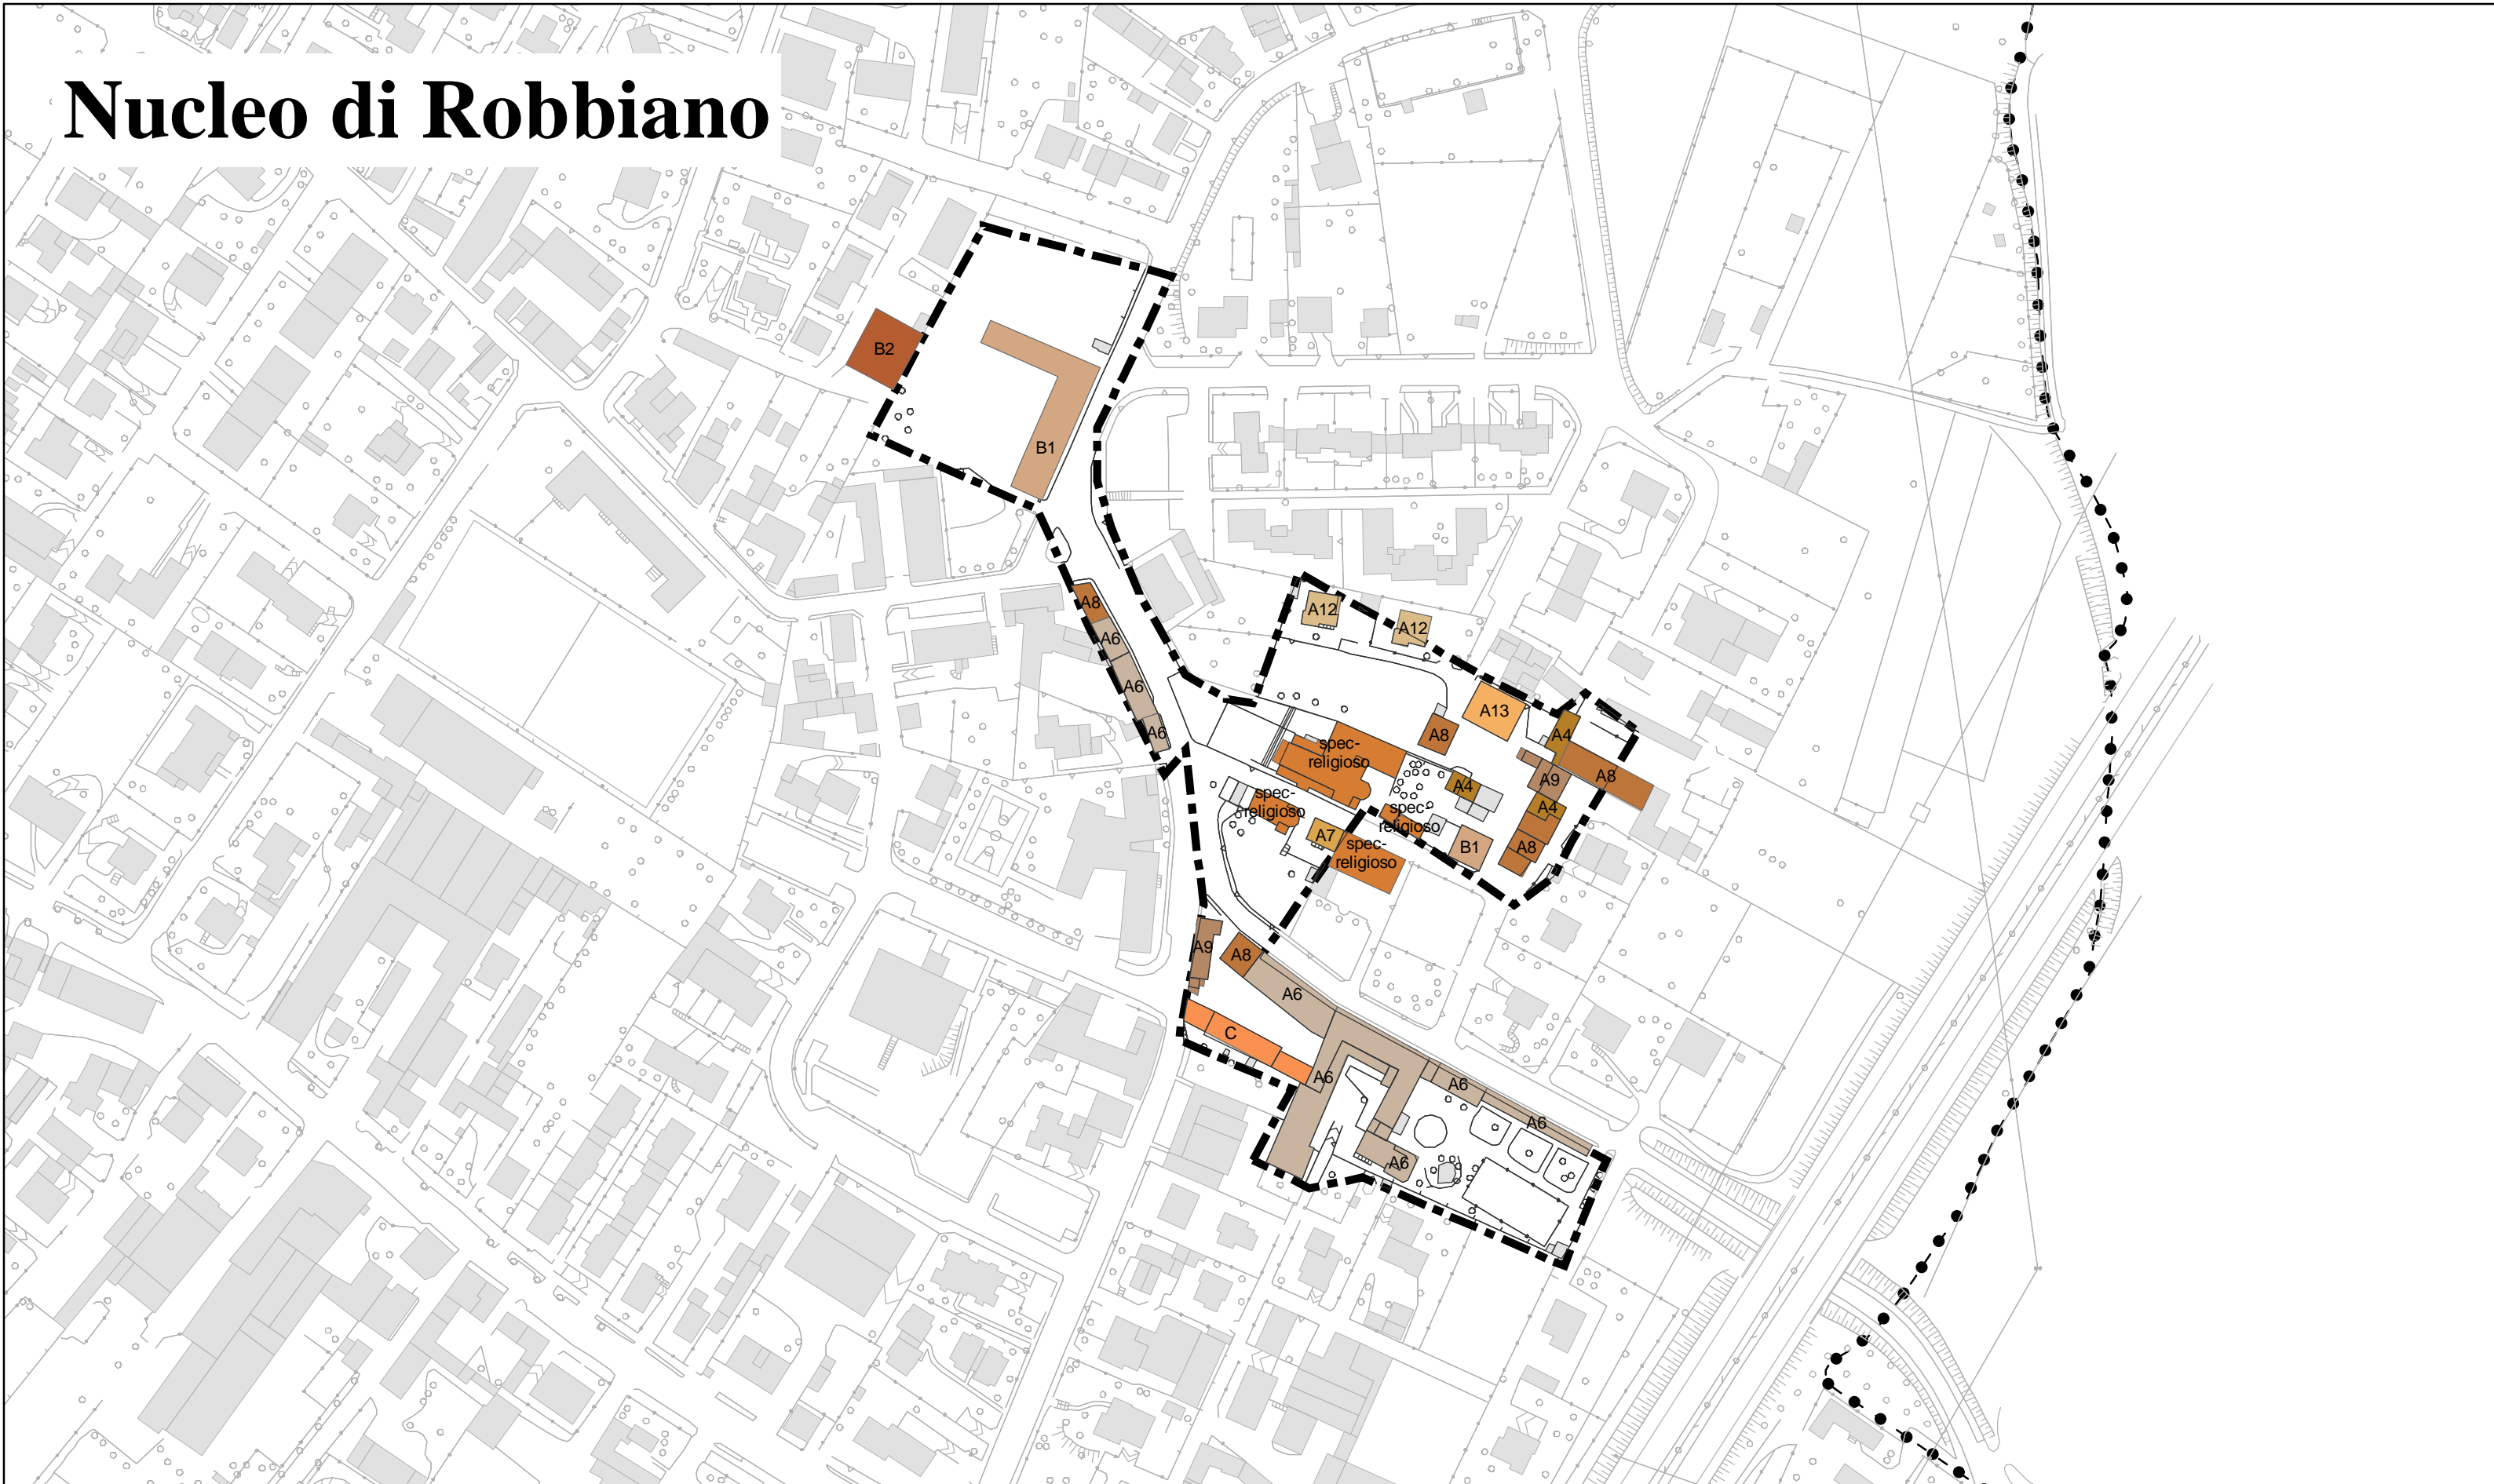 Nucleo di Robbiano
B2
B1
A8
A6
A6
A6
A12
A12
A13
A8
A4
spec-
religioso
A9
A8
A4
spec-
religioso
A4
spec-
religioso
A7
B1
A8
spec-
religioso
A9
A8
A6
C
A6
A6
A6
A6